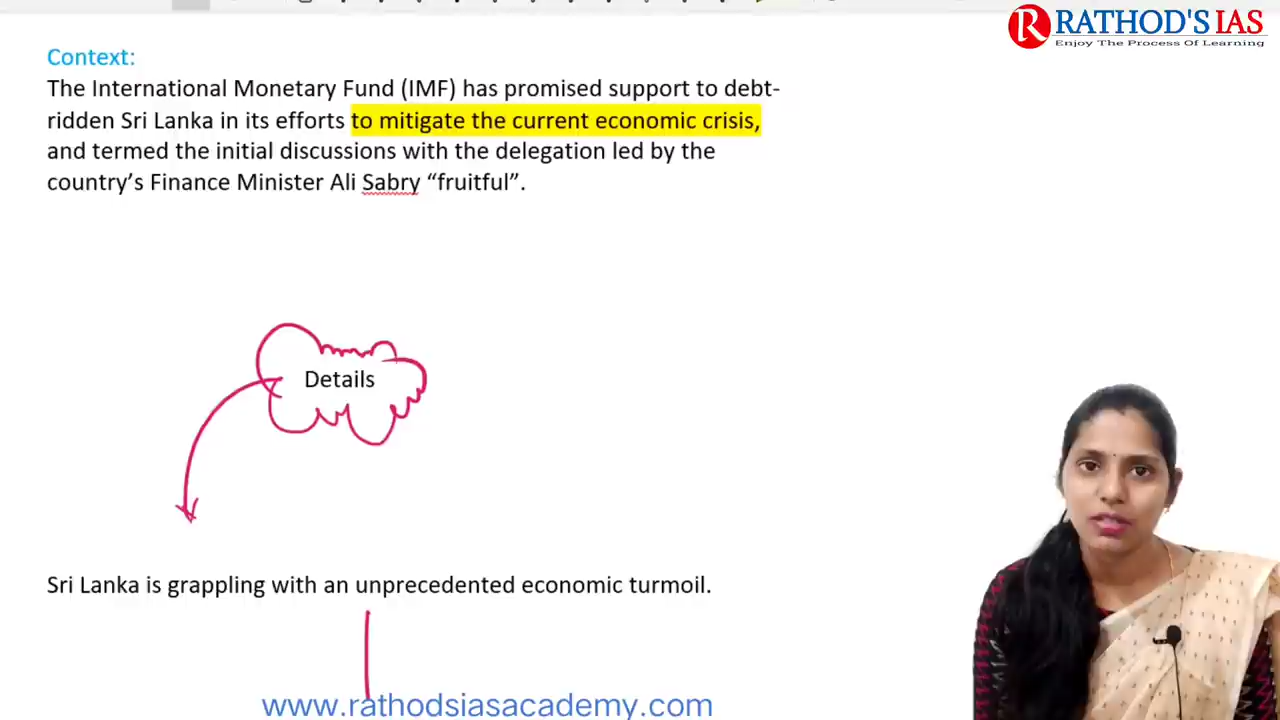 RATHOD'S IAS
Enjoy The Process Of Learning
Context:
The International Monetary Fund (IMF) has promised support to debt-
ridden Sri Lanka in its efforts to mitigate the current economic crisis,
and termed the initial discussions with the delegation led by the
country’s Finance Minister Ali Sabry “fruitful”.
Details
Sri Lanka is grappling with an unprecedented economic turmoil.
www.rathodsiasacademy.com